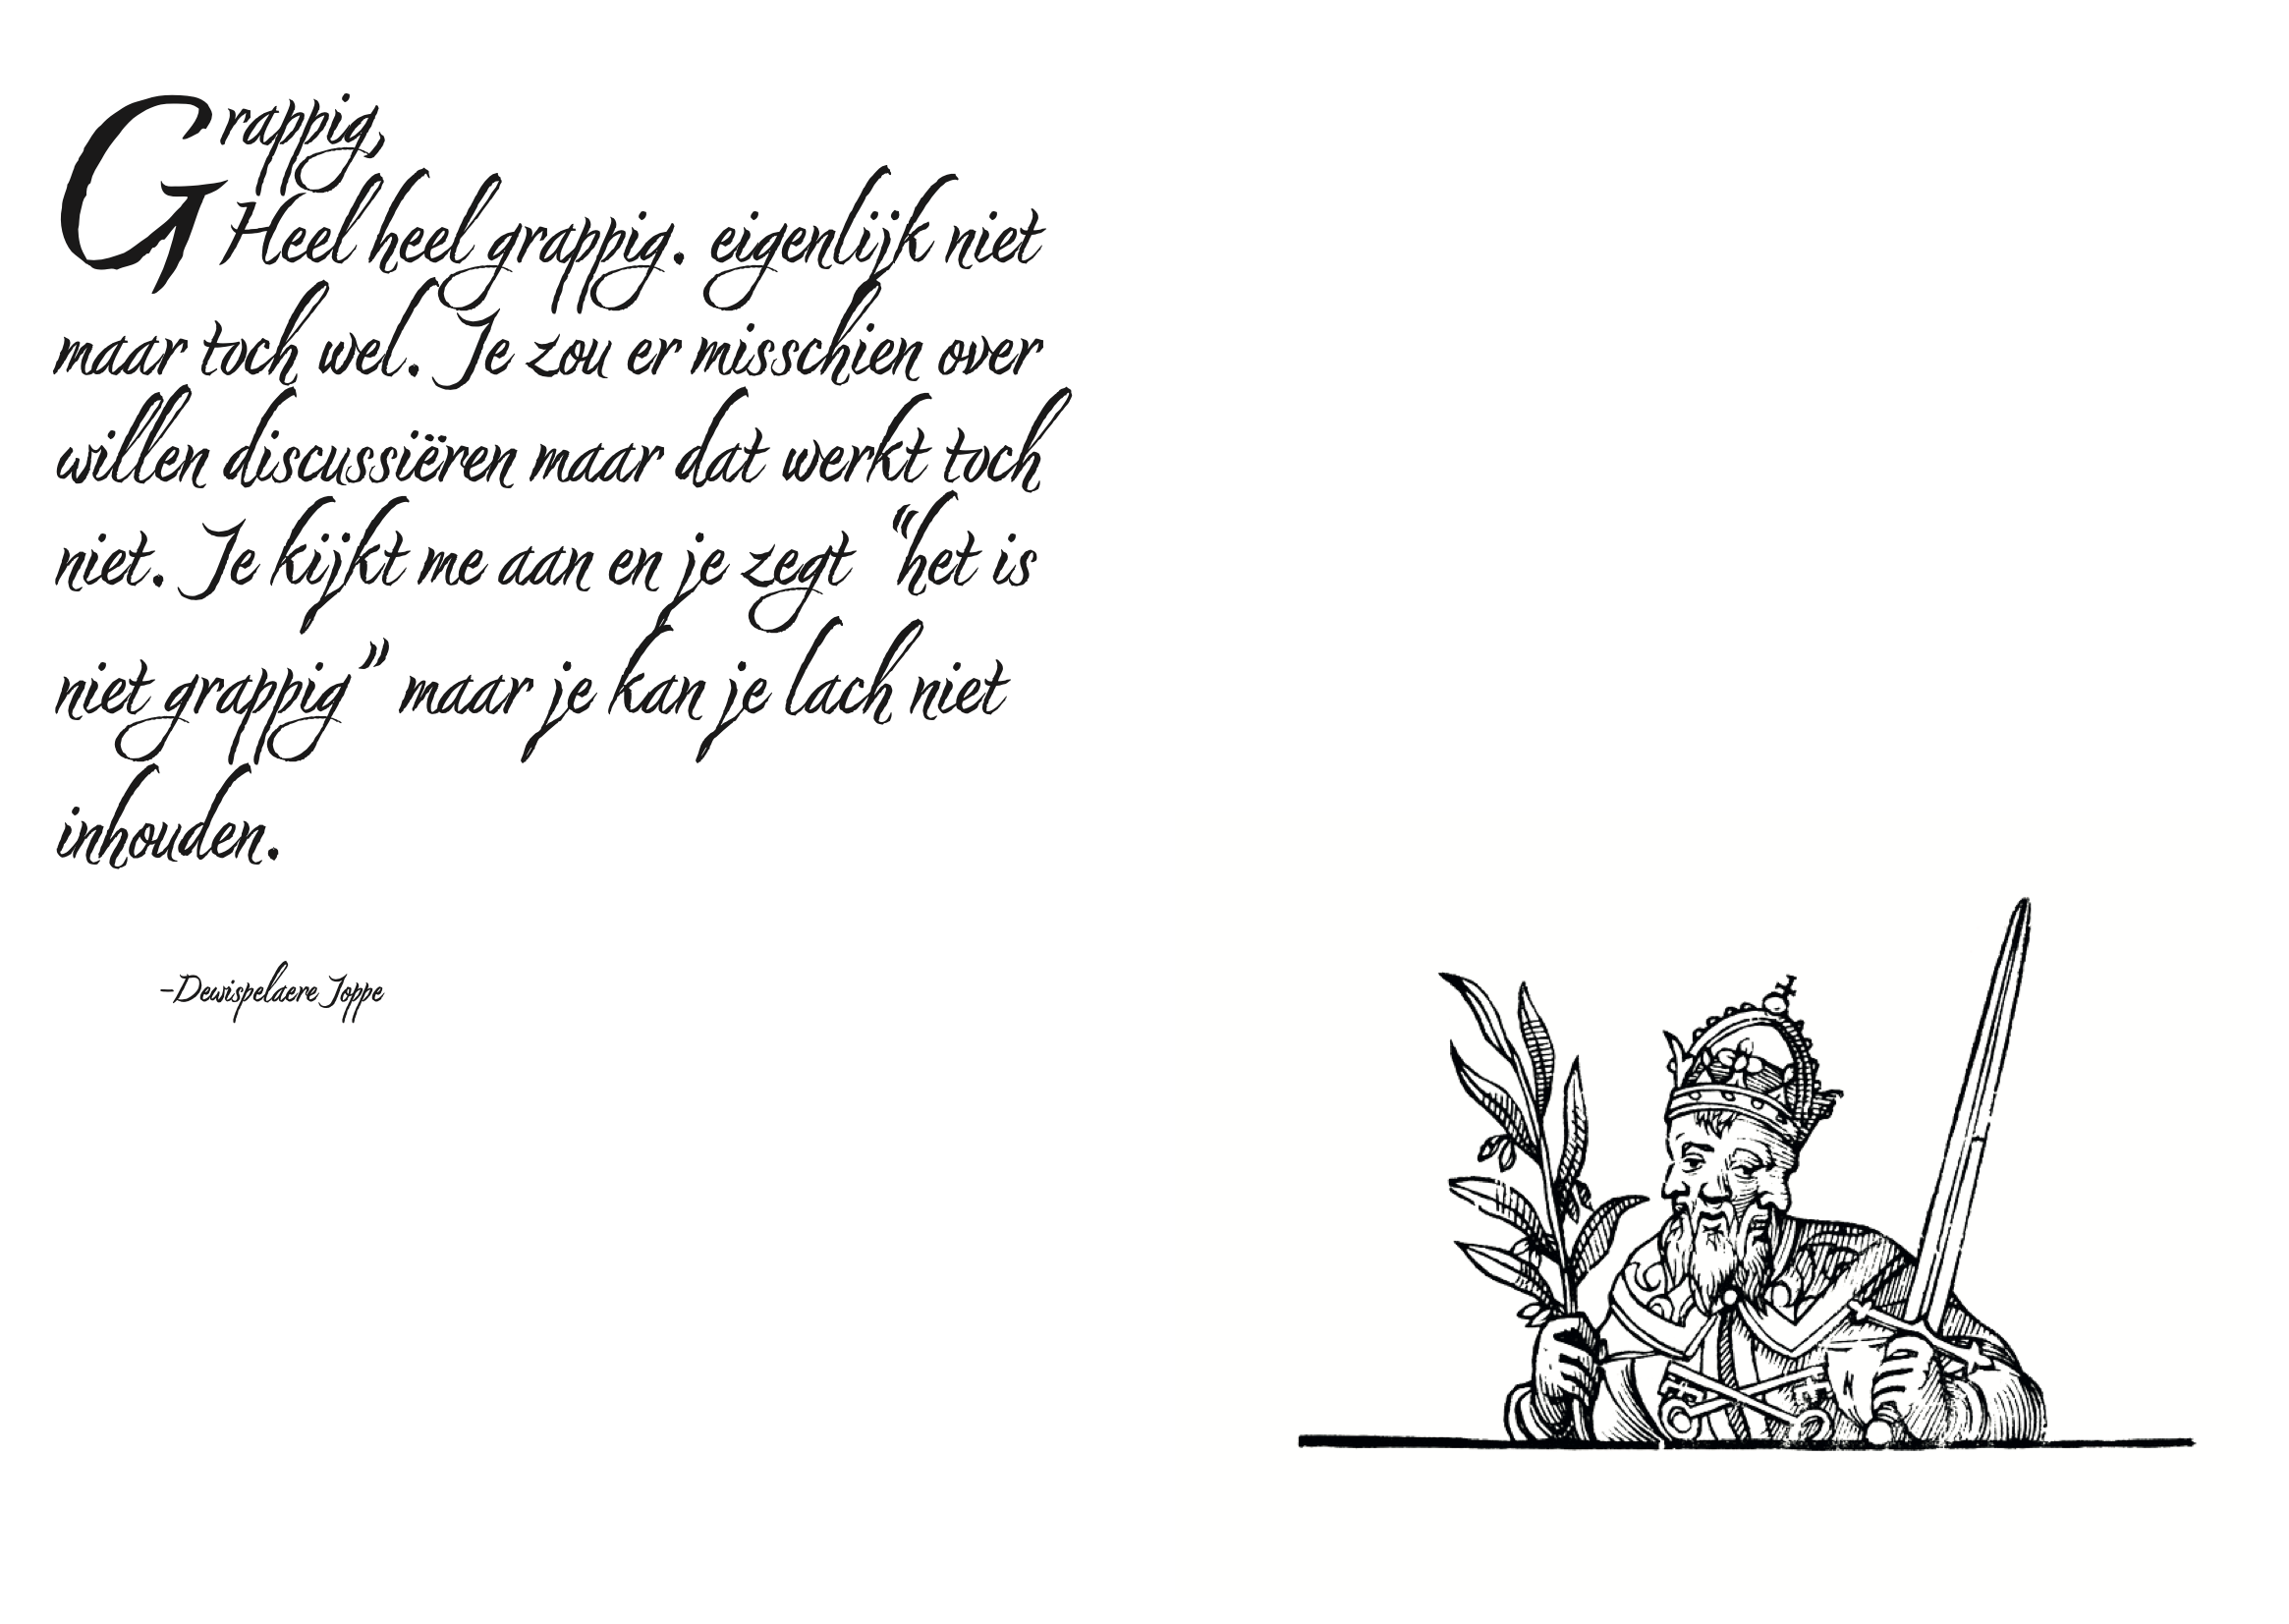 Grappig,
Heel heel grappig. eigenlijk niet
maar toch wel. Je zou er misschien over
willen discussiëren maar dat werkt toch
niet. Je kijkt me aan en je zegt “het is
niet grappig” maar je kan je lach niet
inhouden.
-Dewispelaere Joppe